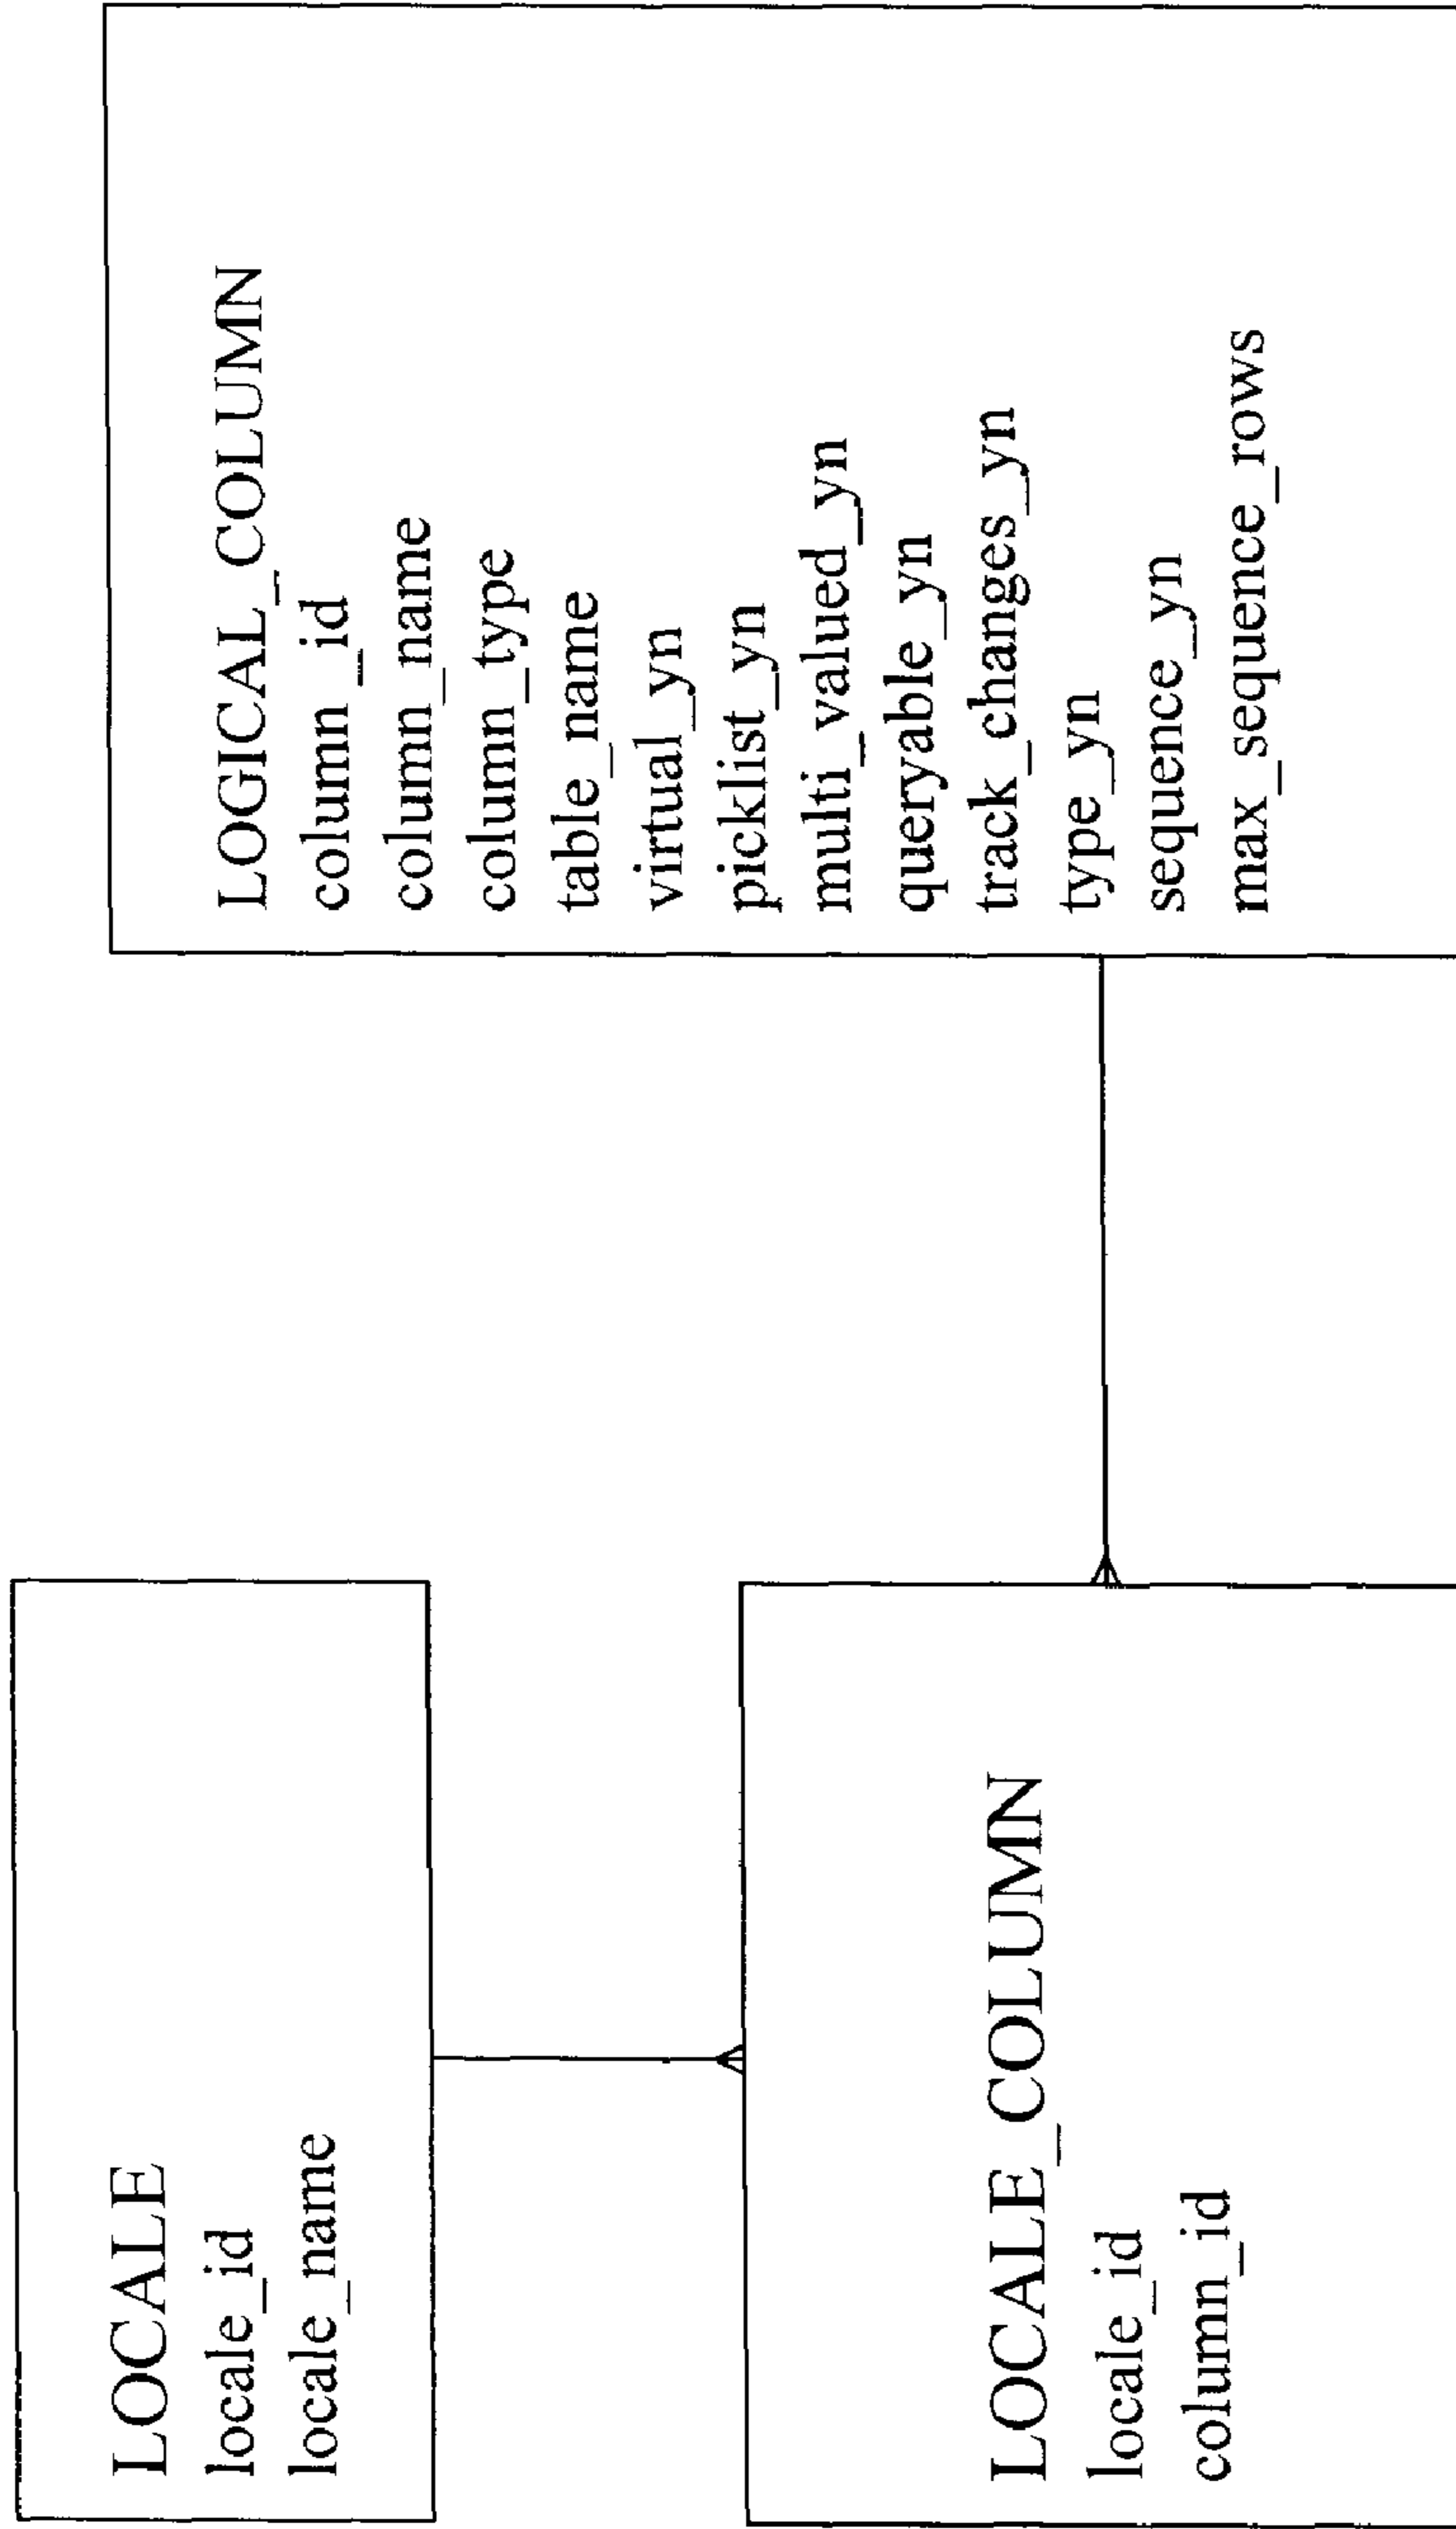 LOCALE
locale_id
locale_name
LOCALE_COLUMN
locale_id
column_id
LOGICAL_COLUMN
column_id
column_name
column_type
table_name
virtual_yn
picklist_yn
multi_valued_yn
queryable_yn
track_changes_yn
type_yn
sequence_yn
max_sequence_rows